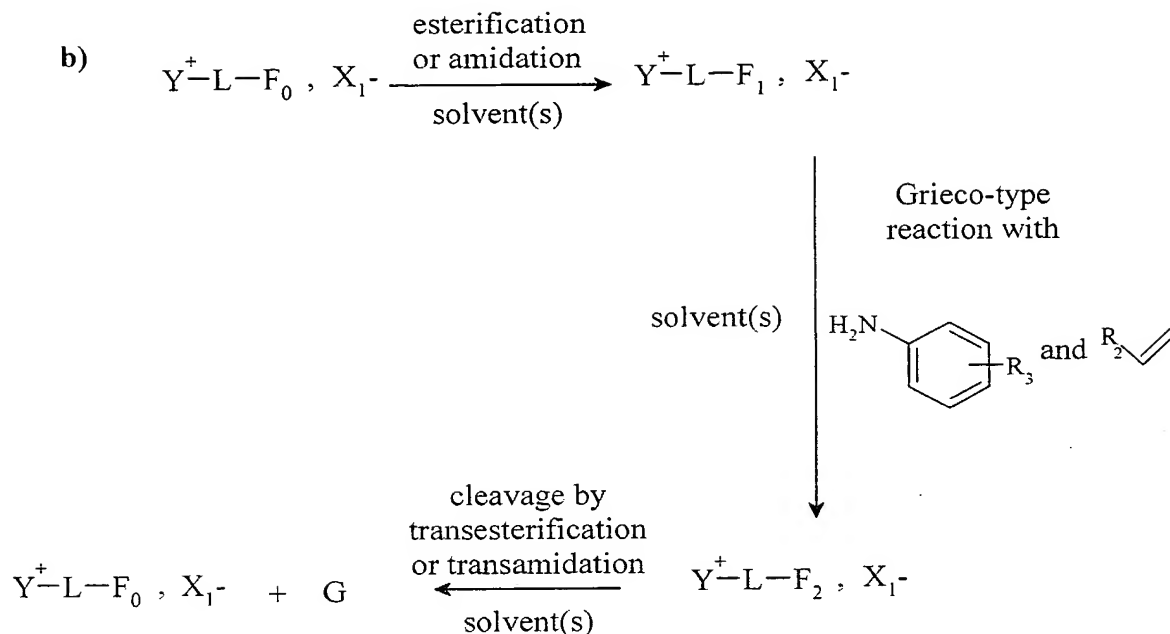 b)
esterification
or amidation
Y⁺—L—F₀ , X₁-
solvent(s)
Y⁺—L—F₁ , X₁-
Grieco-type
reaction with
solvent(s)
H₂N
R₃
and
R₂
cleavage by
transesterification
or transamidation
Y⁺—L—F₀ , X₁- + G
solvent(s)
Y⁺—L—F₂ , X₁-